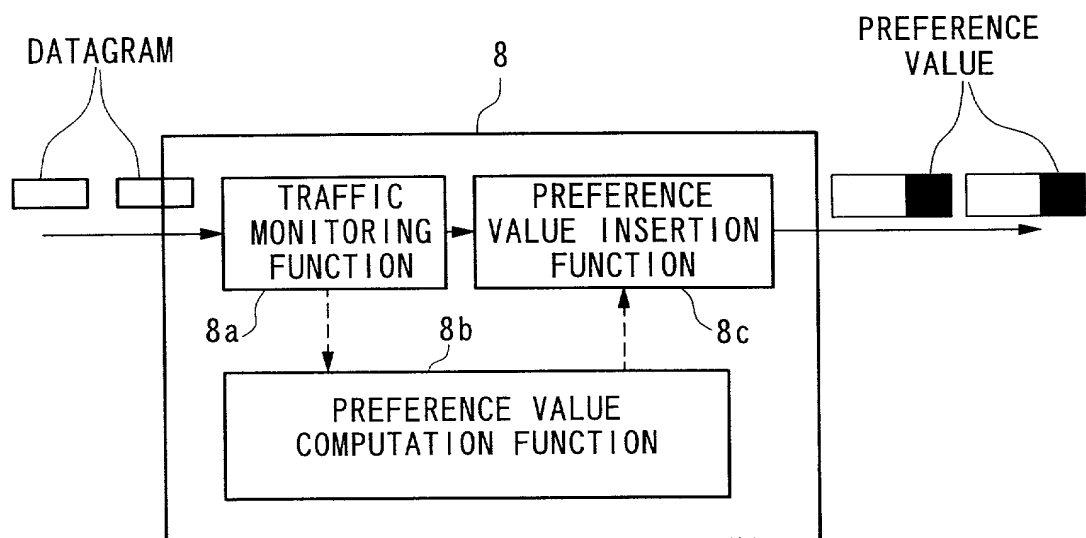 DATAGRAM
8
PREFERENCE
VALUE
TRAFFIC
MONITORING
FUNCTION
PREFERENCE
VALUE INSERTION
FUNCTION
8a
8b
8c
PREFERENCE VALUE
COMPUTATION FUNCTION